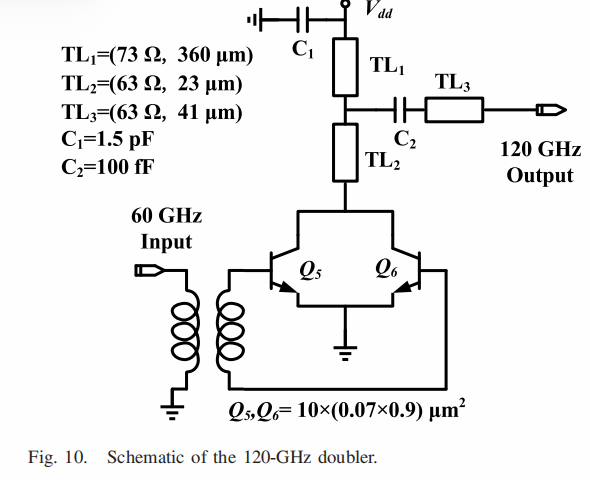 V_dd
C₁
TL₁=(73 Ω, 360 μm)
TL₂=(63 Ω, 23 μm)
TL₃=(63 Ω, 41 μm)
C₁=1.5 pF
C₂=100 fF
TL₁
TL₃
C₂
TL₂
120 GHz
Output
60 GHz
Input
Q₅
Q₆
Q₅,Q₆= 10×(0.07×0.9) μm²
Fig. 10. Schematic of the 120-GHz doubler.